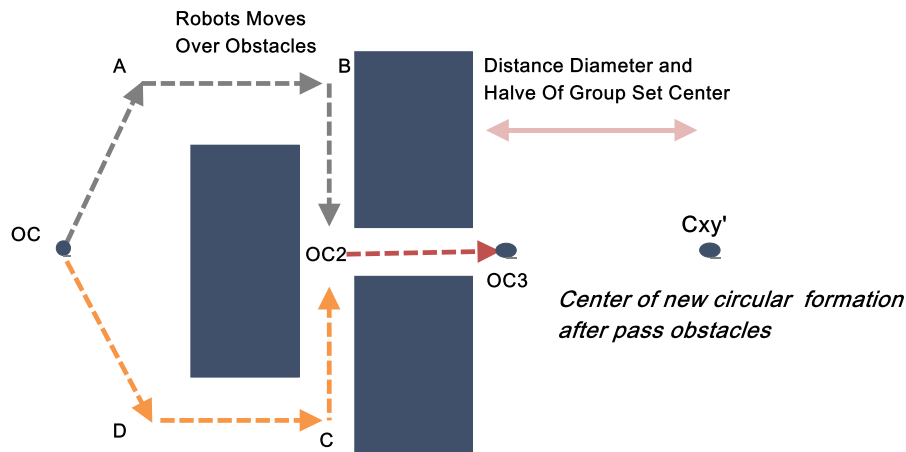 Robots Moves
Over Obstacles
A
B
Distance Diameter and
Halve Of Group Set Center
OC
OC2
OC3
Cxy'
Center of new circular formation
after pass obstacles
D
C